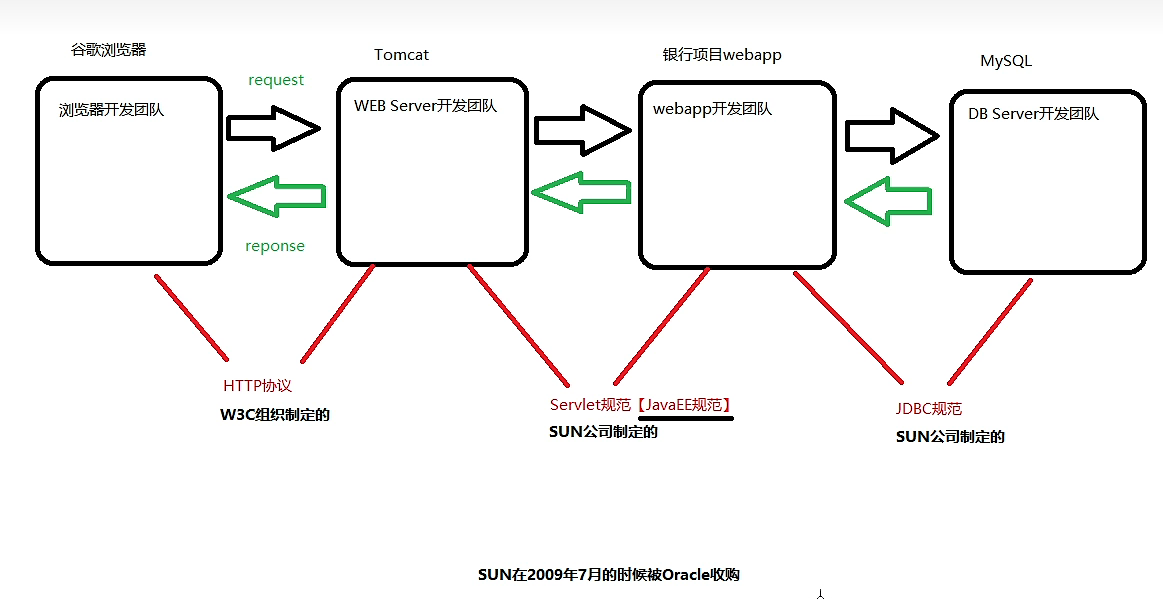 谷歌浏览器
Tomcat
银行项目webapp
MySQL
浏览器开发团队
request
WEB Server开发团队
webapp开发团队
DB Server开发团队
reponse
HTTP协议
W3C组织制定的
Servlet规范【JavaEE规范】
SUN公司制定的
JDBC规范
SUN公司制定的
SUN在2009年7月的时候被Oracle收购